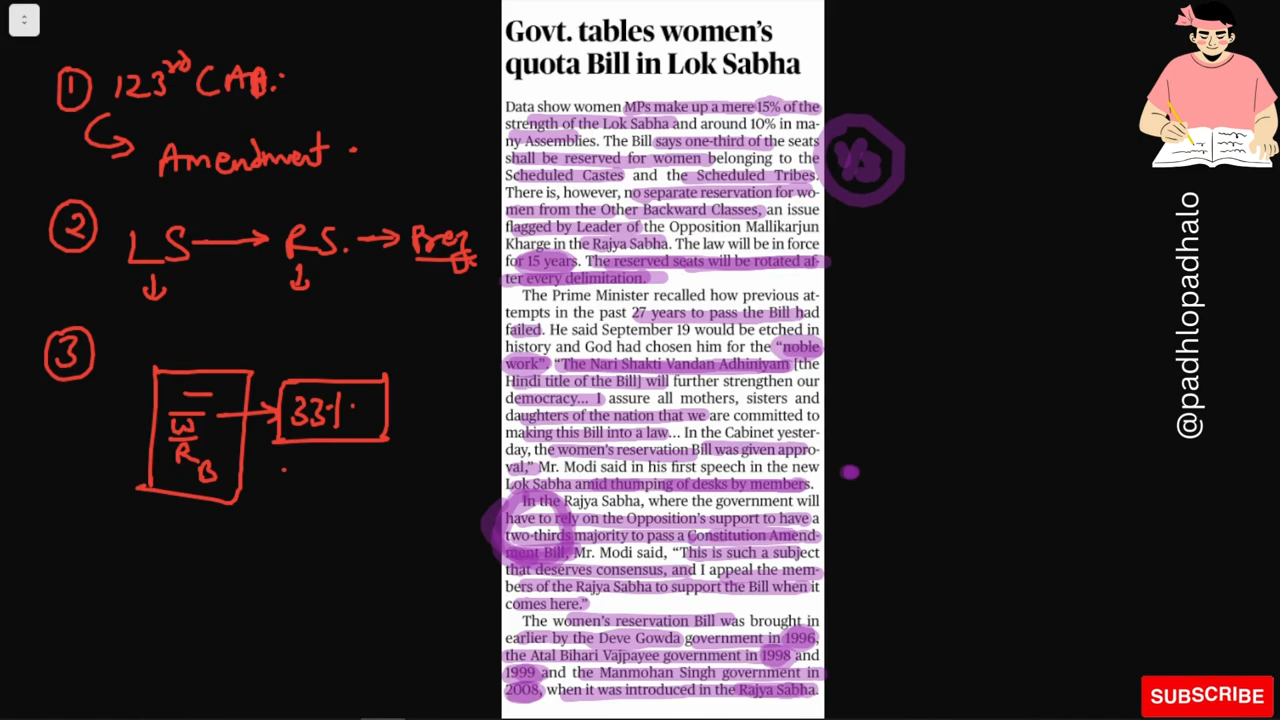 ① 123rd CAB.
Amendment.
② LS → RS. → Prez
③
W
R
B
33%
Govt. tables women's
quota Bill in Lok Sabha
Data show women MPs make up a mere 15% of the
strength of the Lok Sabha and around 10% in ma-
ny Assemblies. The Bill says one-third of the seats
shall be reserved for women belonging to the
Scheduled Castes and the Scheduled Tribes.
There is, however, no separate reservation for wo-
men from the Other Backward Classes, an issue
flagged by Leader of the Opposition Mallikarjun
Kharge in the Rajya Sabha. The law will be in force
for 15 years. The reserved seats will be rotated af-
ter every delimitation.
The Prime Minister recalled how previous at-
tempts in the past 27 years to pass the Bill had
failed. He said September 19 would be etched in
history and God had chosen him for the “noble
work”. “The Nari Shakti Vandan Adhiniyam [the
Hindi title of the Bill] will further strengthen our
democracy... I assure all mothers, sisters and
daughters of the nation that we are committed to
making this Bill into a law... In the Cabinet yester-
day, the women's reservation Bill was given appro-
val,” Mr. Modi said in his first speech in the new
Lok Sabha amid thumping of desks by members.
In the Rajya Sabha, where the government will
have to rely on the Opposition's support to have a
two-thirds majority to pass a Constitution Amend-
ment Bill, Mr. Modi said, “This is such a subject
that deserves consensus, and I appeal the mem-
bers of the Rajya Sabha to support the Bill when it
comes here.”
The women's reservation Bill was brought in
earlier by the Deve Gowda government in 1996,
the Atal Bihari Vajpayee government in 1998 and
1999 and the Manmohan Singh government in
2008, when it was introduced in the Rajya Sabha.
1/3
@padhlopadhalo
SUBSCRIBE